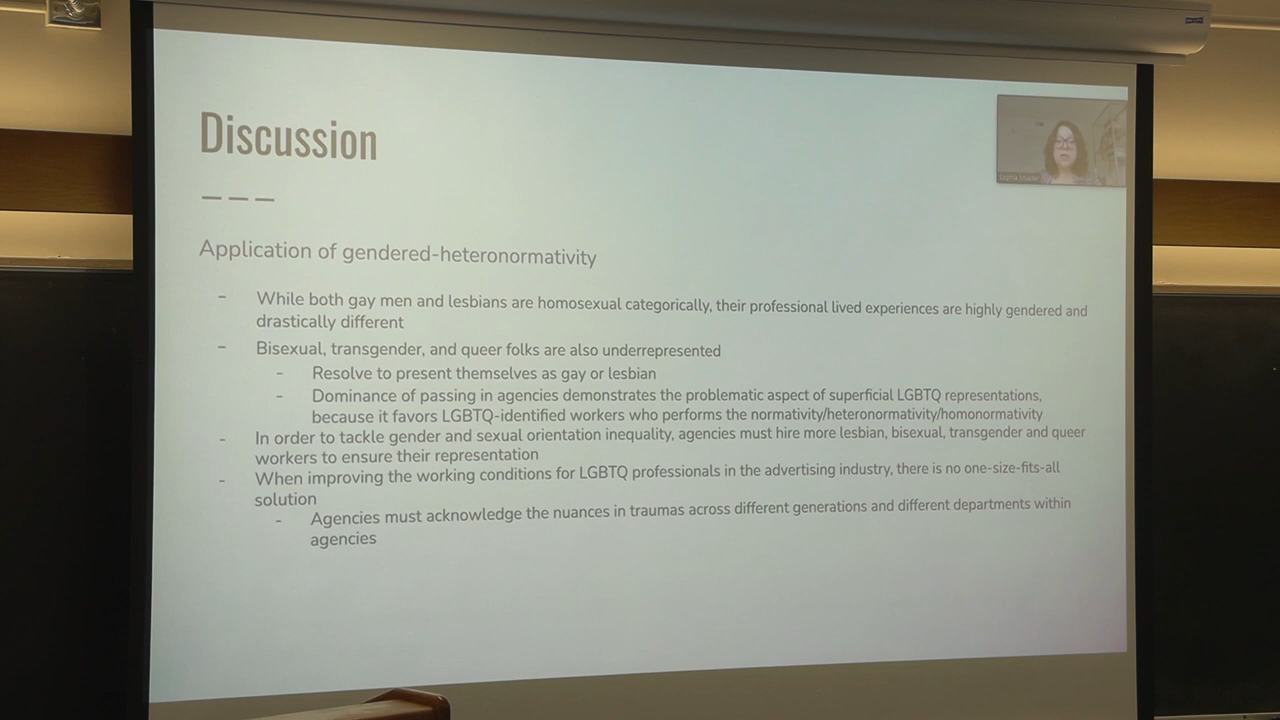 Discussion
Application of gendered-heteronormativity
- While both gay men and lesbians are homosexual categorically, their professional lived experiences are highly gendered and
drastically different
- Bisexual, transgender, and queer folks are also underrepresented
- Resolve to present themselves as gay or lesbian
- Dominance of passing in agencies demonstrates the problematic aspect of superficial LGBTQ representations,
because it favors LGBTQ-identified workers who performs the normativity/heteronormativity/homonormativity
- In order to tackle gender and sexual orientation inequality, agencies must hire more lesbian, bisexual, transgender and queer
workers to ensure their representation
- When improving the working conditions for LGBTQ professionals in the advertising industry, there is no one-size-fits-all
solution
- Agencies must acknowledge the nuances in traumas across different generations and different departments within
agencies